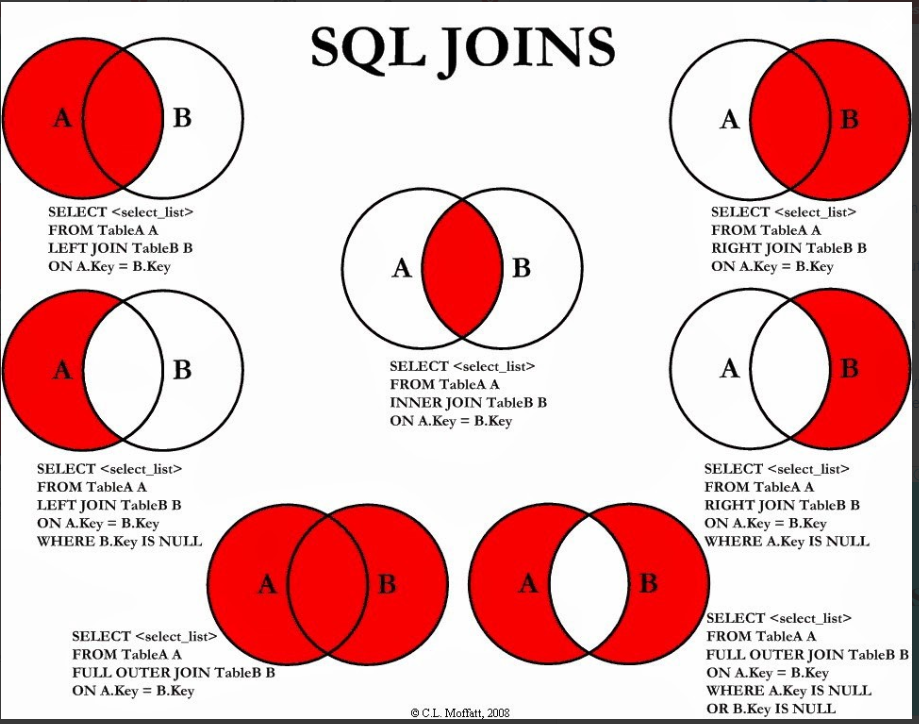 SQL JOINS
A
B
SELECT <select_list>
FROM TableA A
LEFT JOIN TableB B
ON A.Key = B.Key
A
B
SELECT <select_list>
FROM TableA A
RIGHT JOIN TableB B
ON A.Key = B.Key
A
B
SELECT <select_list>
FROM TableA A
INNER JOIN TableB B
ON A.Key = B.Key
A
B
SELECT <select_list>
FROM TableA A
LEFT JOIN TableB B
ON A.Key = B.Key
WHERE B.Key IS NULL
A
B
SELECT <select_list>
FROM TableA A
RIGHT JOIN TableB B
ON A.Key = B.Key
WHERE A.Key IS NULL
A
B
SELECT <select_list>
FROM TableA A
FULL OUTER JOIN TableB B
ON A.Key = B.Key
A
B
SELECT <select_list>
FROM TableA A
FULL OUTER JOIN TableB B
ON A.Key = B.Key
WHERE A.Key IS NULL
OR B.Key IS NULL
© C.L. Moffatt, 2008